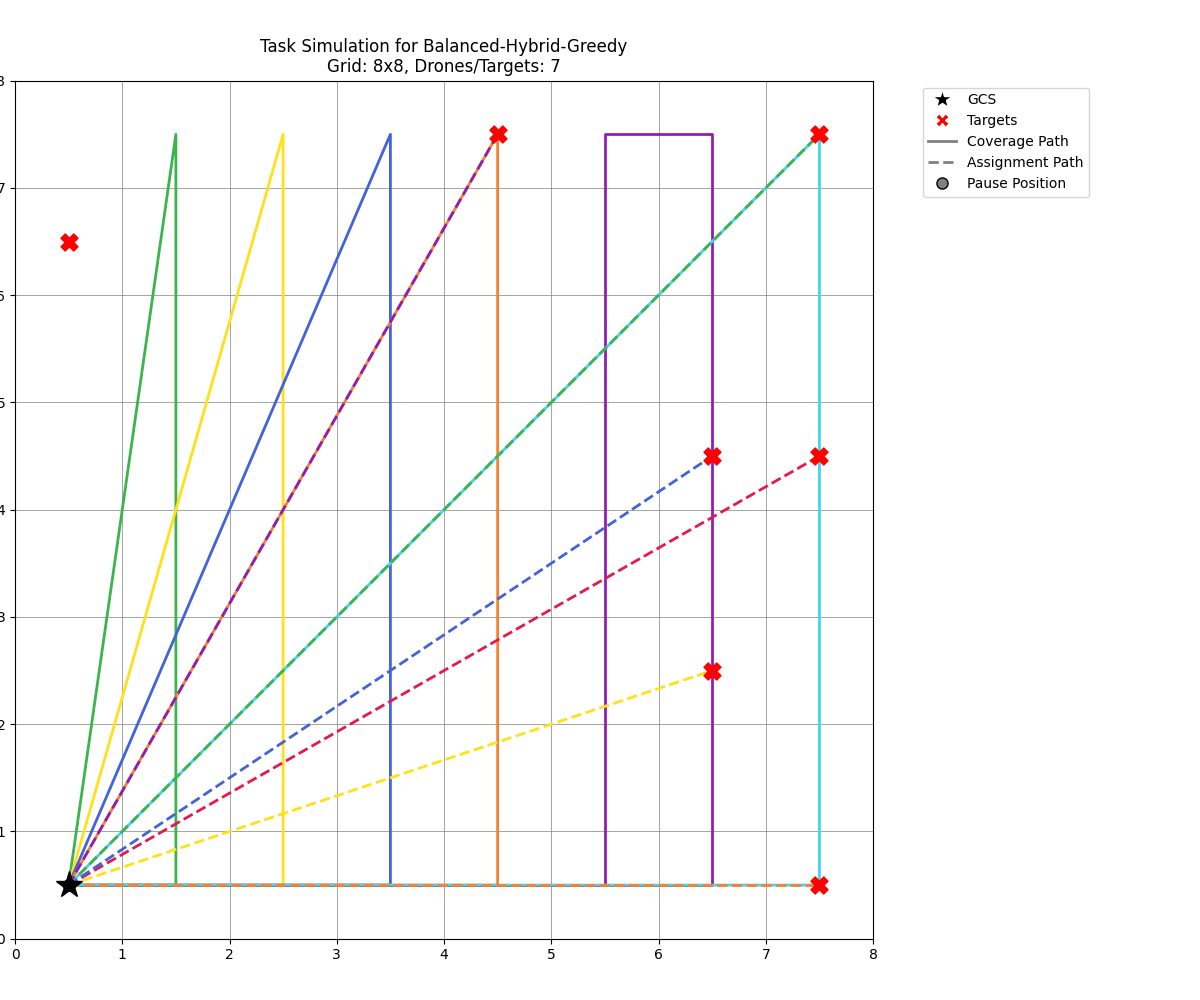 Task Simulation for Balanced-Hybrid-Greedy
Grid: 8x8, Drones/Targets: 7
GCS
Targets
Coverage Path
Assignment Path
Pause Position
8
7
6
5
4
3
2
1
0
0 1 2 3 4 5 6 7 8